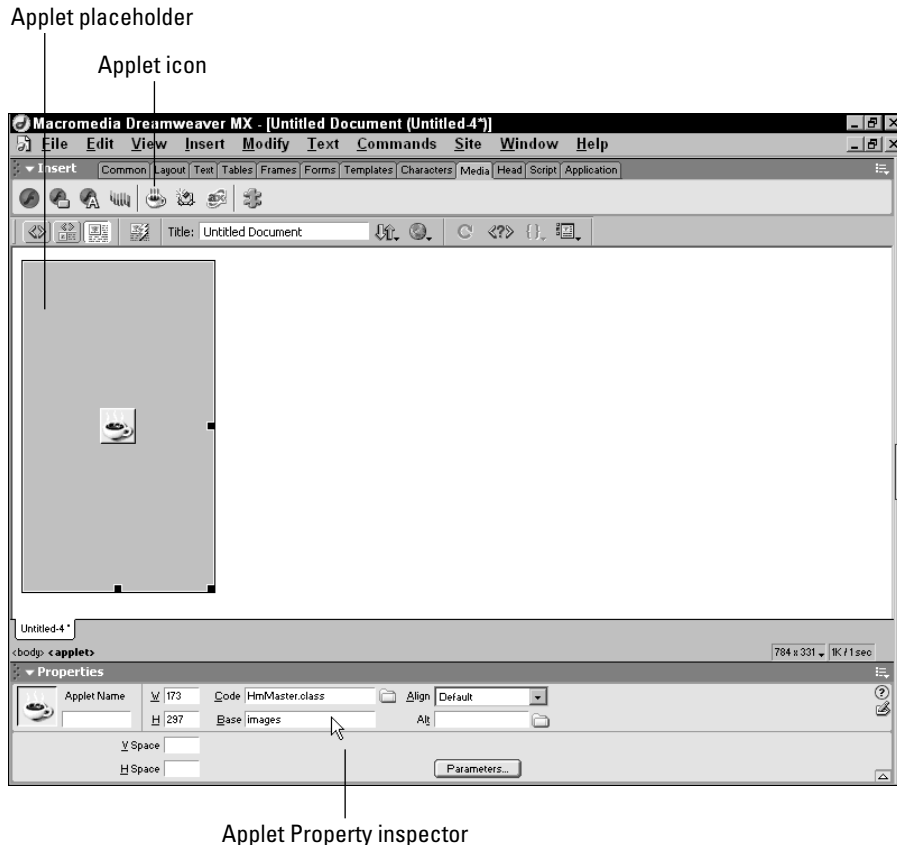 Applet placeholder
Applet icon
Macromedia Dreamweaver MX - [Untitled Document (Untitled-4*)]
File Edit View Insert Modify Text Commands Site Window Help
Insert Common Layout Text Tables Frames Forms Templates Characters Media Head Script Application
Title: Untitled Document
Untitled-4*
<body> <applet> 784 x 331 1K / 1 sec
Properties
Applet Name W 173 Code HmMaster.class Align Default
H 297 Base images Alt
V Space
H Space Parameters...
Applet Property inspector